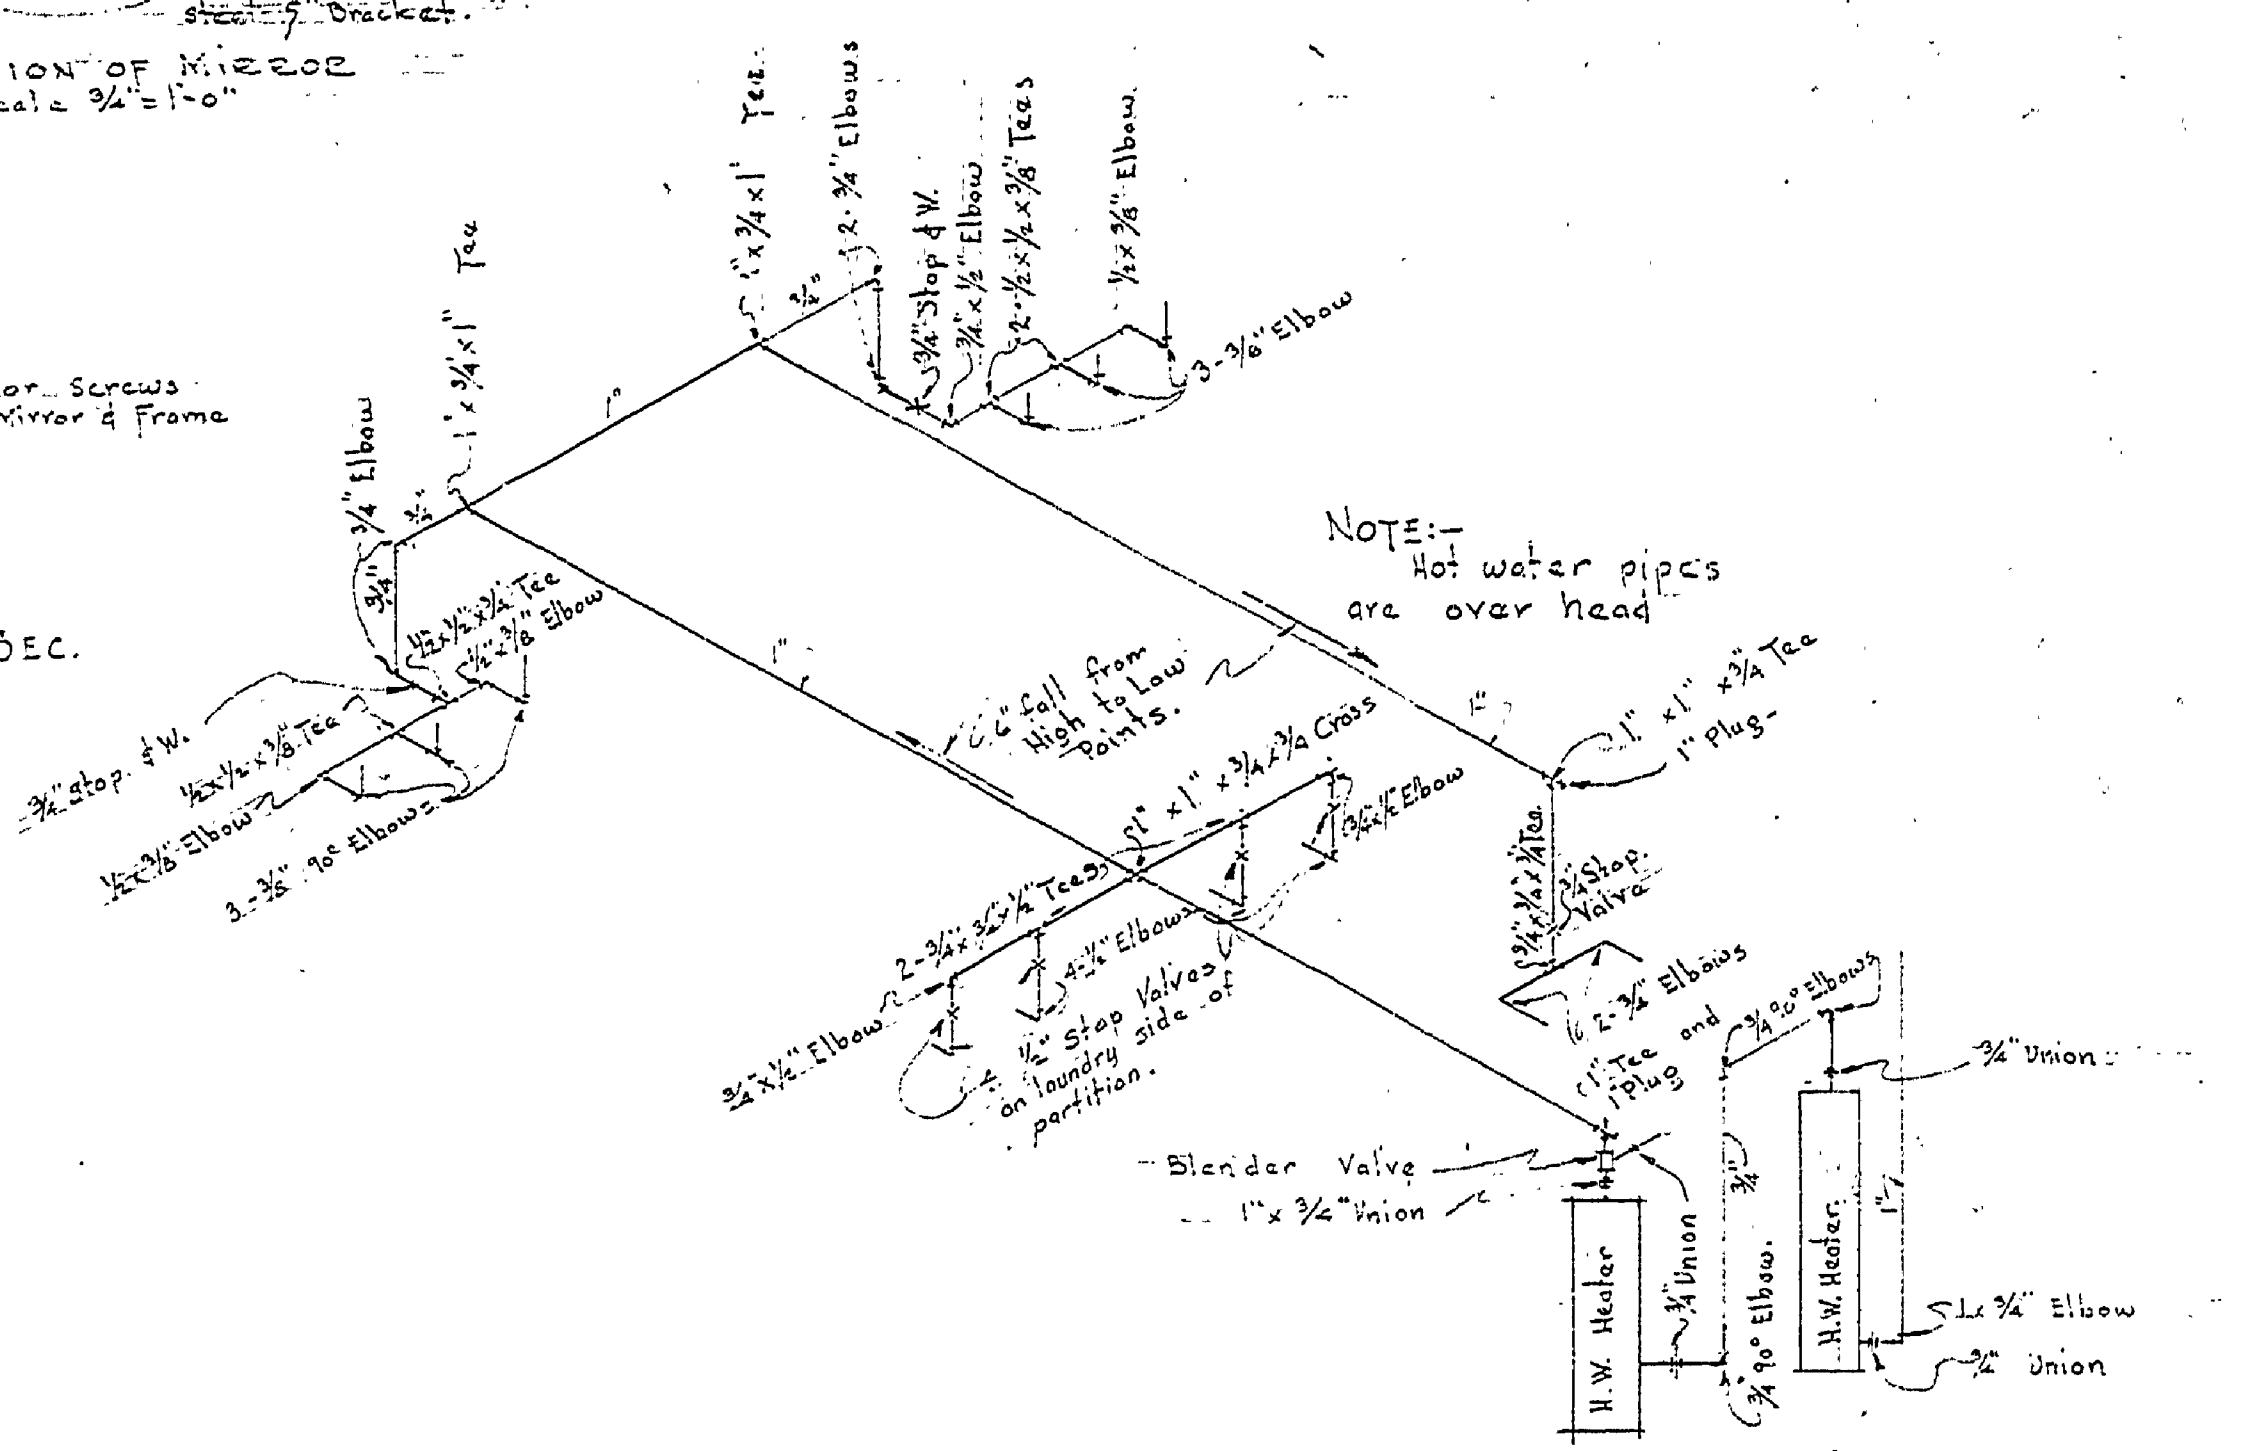 Bracket.
ION OF MIRROR
cale 3/4" = 1'-0"
or Screws
Mirror & Frame
DEC.
1" x 3/4 x 1" Tee
2 - 3/4" Elbows
3/4" Stop & W.
3/4" x 1/2" Elbow
2 - 1/2 x 1/2 x 3/8" Tees
1/2 x 3/8" Elbow
3 - 3/8" Elbow
3/4"
1" x 3/4" x 1" Tee
1"
3/4" Elbow
3/4"
3/4"
1/2" x 1/2" x 3/4 Tee
1/2" x 3/8" Elbow
3/4" Stop & W.
1/2 x 1/2 x 3/8 Tee
1/2 x 3/8" Elbow
3 - 3/8" 90° Elbow
NOTE:-
Hot water pipes
are over head
1"
6" fall from
High to Low
Points.
1"
1" x 1" x 3/4 Tee
1" Plug
1" x 1" x 3/4 x 3/4 Cross
3/4 x 1/2 Elbow
2 - 3/4" x 1/2" Tees
4 - 1/2" Elbows
3/4" x 1/2" Elbow
1/2" Stop Valves
on laundry side of
partition.
3/4 x 3/4 x 3/4 Tee
3/4 Stop
Valve
2 - 3/4" Elbows
1" Tee and
1" Plug
3/4 90° Elbows
3/4" Union
Blender Valve
1" x 3/4" Union
H.W. Heater
3/4 Union
3/4"
3/4" 90° Elbow.
H.W. Heater
1"
1 x 3/4" Elbow
3/4" Union